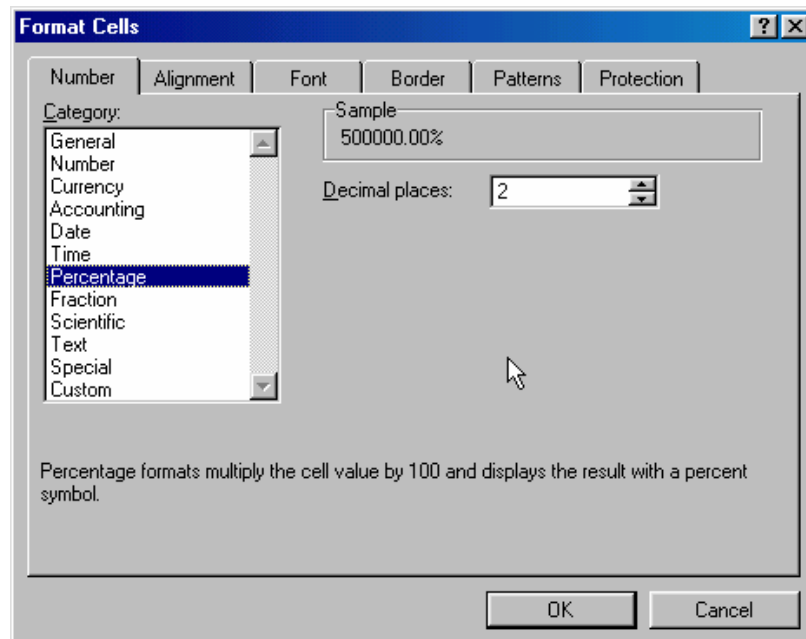 Format Cells
Number Alignment Font Border Patterns Protection
Category:
General
Number
Currency
Accounting
Date
Time
Percentage
Fraction
Scientific
Text
Special
Custom
Sample
500000.00%
Decimal places: 2
Percentage formats multiply the cell value by 100 and displays the result with a percent
symbol.
OK Cancel